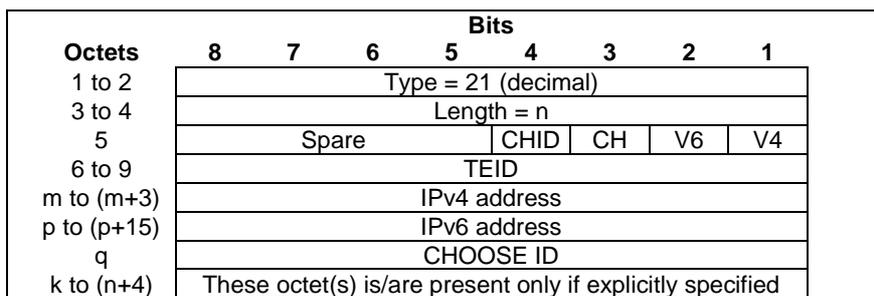 Bits
Octets 8 7 6 5 4 3 2 1
1 to 2 Type = 21 (decimal)
3 to 4 Length = n
5 Spare CHID CH V6 V4
6 to 9 TEID
m to (m+3) IPv4 address
p to (p+15) IPv6 address
q CHOOSE ID
k to (n+4) These octet(s) is/are present only if explicitly specified